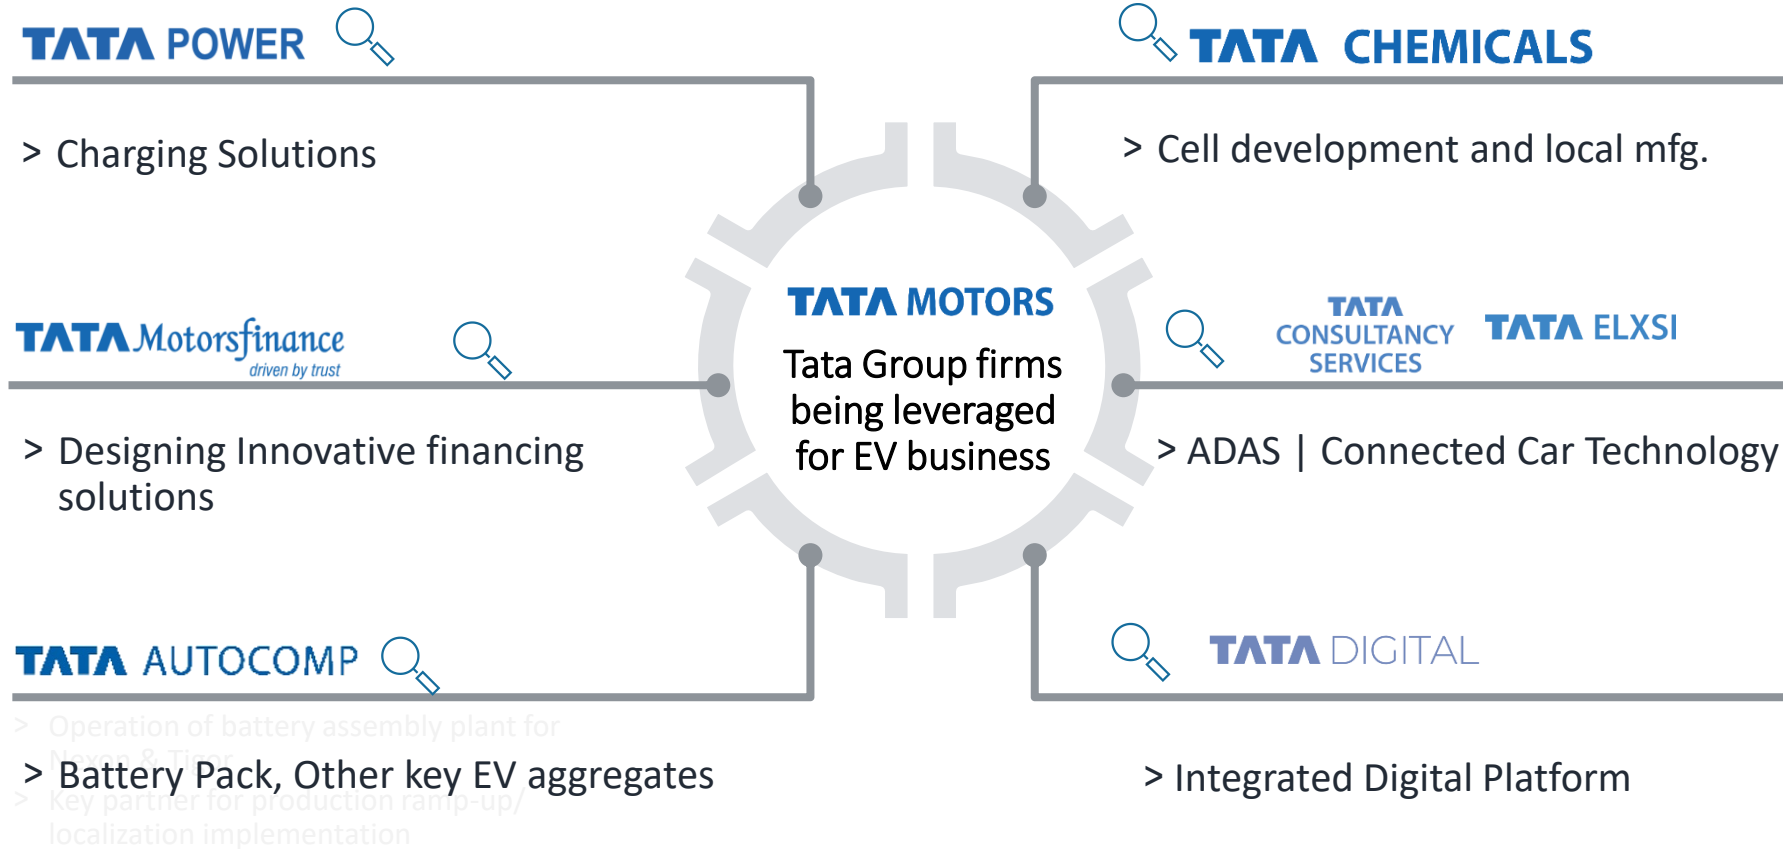 TATA POWER
> Charging Solutions
TATA CHEMICALS
> Cell development and local mfg.
TATA Motorsfinance
driven by trust
> Designing Innovative financing
solutions
TATA MOTORS
Tata Group firms
being leveraged
for EV business
TATA
CONSULTANCY
SERVICES
TATA ELXSI
> ADAS | Connected Car Technology
TATA AUTOCOMP
> Operation of battery assembly plant for
Nexon & Tigor
> Battery Pack, Other key EV aggregates
> Key partner for production ramp-up/
localization implementation
TATA DIGITAL
> Integrated Digital Platform